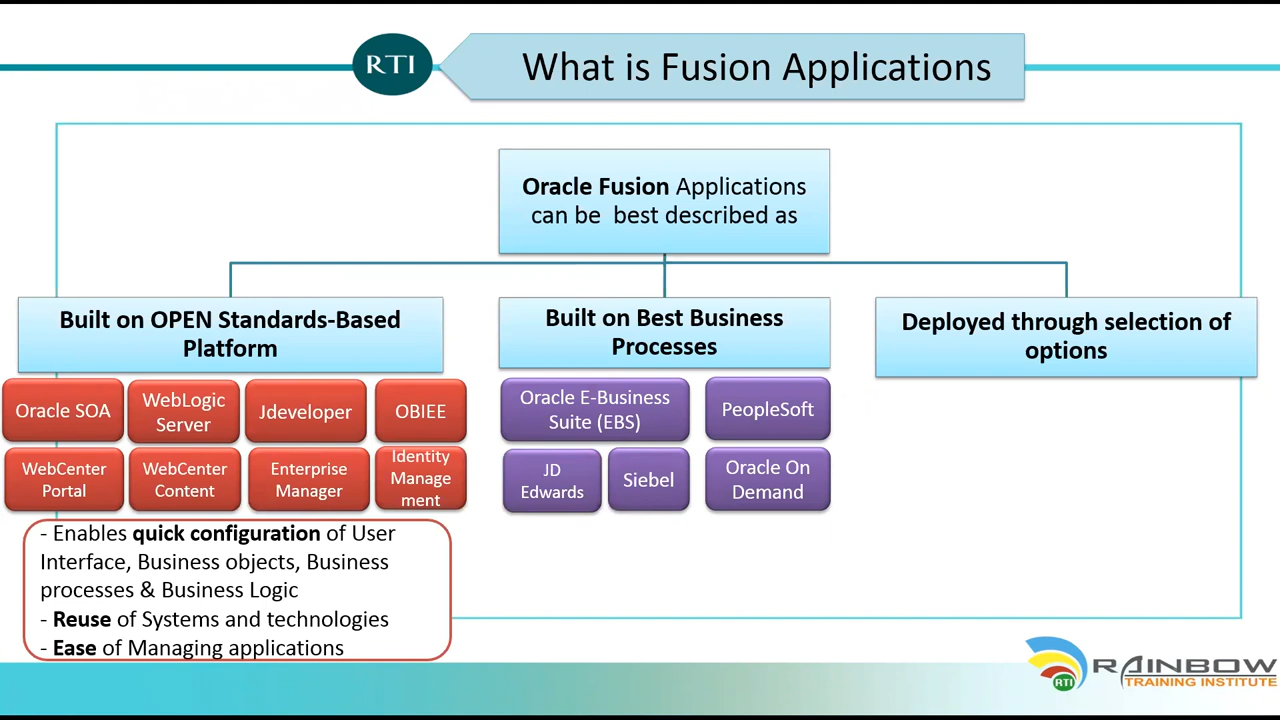 RTI
What is Fusion Applications
Oracle Fusion Applications
can be best described as
Built on OPEN Standards-Based
Platform
Oracle SOA
WebLogic
Server
Jdeveloper
OBIEE
WebCenter
Portal
WebCenter
Content
Enterprise
Manager
Identity
Manage
ment
- Enables quick configuration of User
Interface, Business objects, Business
processes & Business Logic
- Reuse of Systems and technologies
- Ease of Managing applications
Built on Best Business
Processes
Oracle E-Business
Suite (EBS)
PeopleSoft
JD
Edwards
Siebel
Oracle On
Demand
Deployed through selection of
options
RTI
RAINBOW
TRAINING INSTITUTE